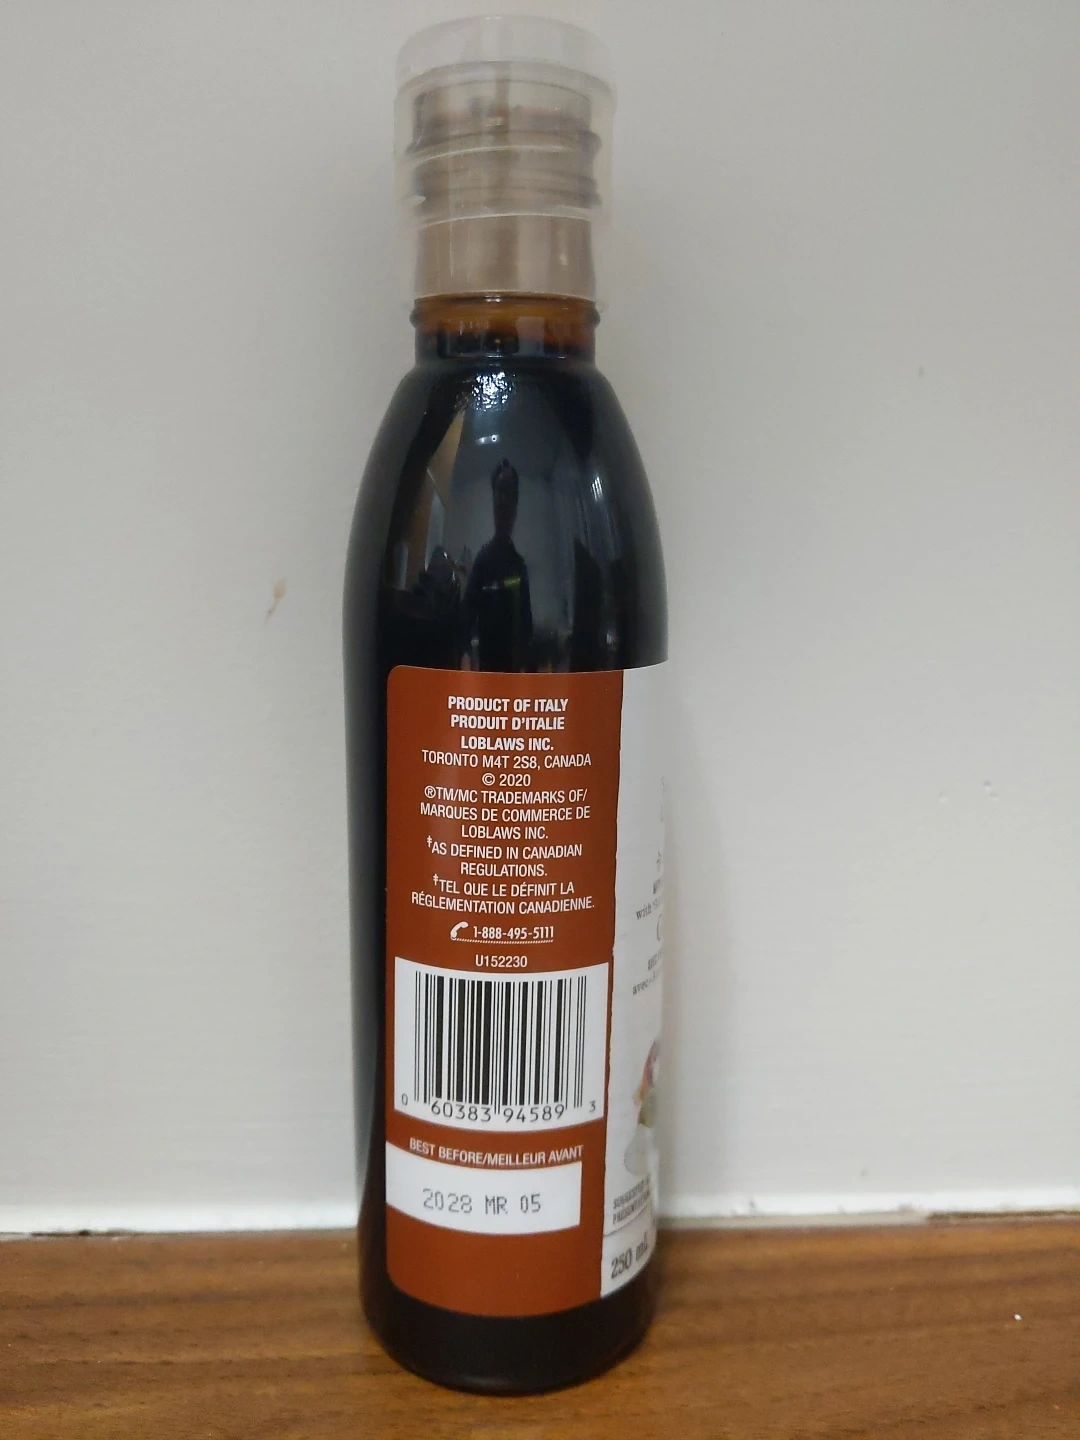 PRODUCT OF ITALY
PRODUIT D'ITALIE
LOBLAWS INC.
TORONTO M4T 2S8, CANADA
© 2020
®TM/MC TRADEMARKS OF/
MARQUES DE COMMERCE DE
LOBLAWS INC.
‡AS DEFINED IN CANADIAN
REGULATIONS.
‡TEL QUE LE DÉFINIT LA
RÉGLEMENTATION CANADIENNE.
1-888-495-5111
U152230
0 60383 94589 3
BEST BEFORE/MEILLEUR AVANT
2028 MR 05
with
250 ml